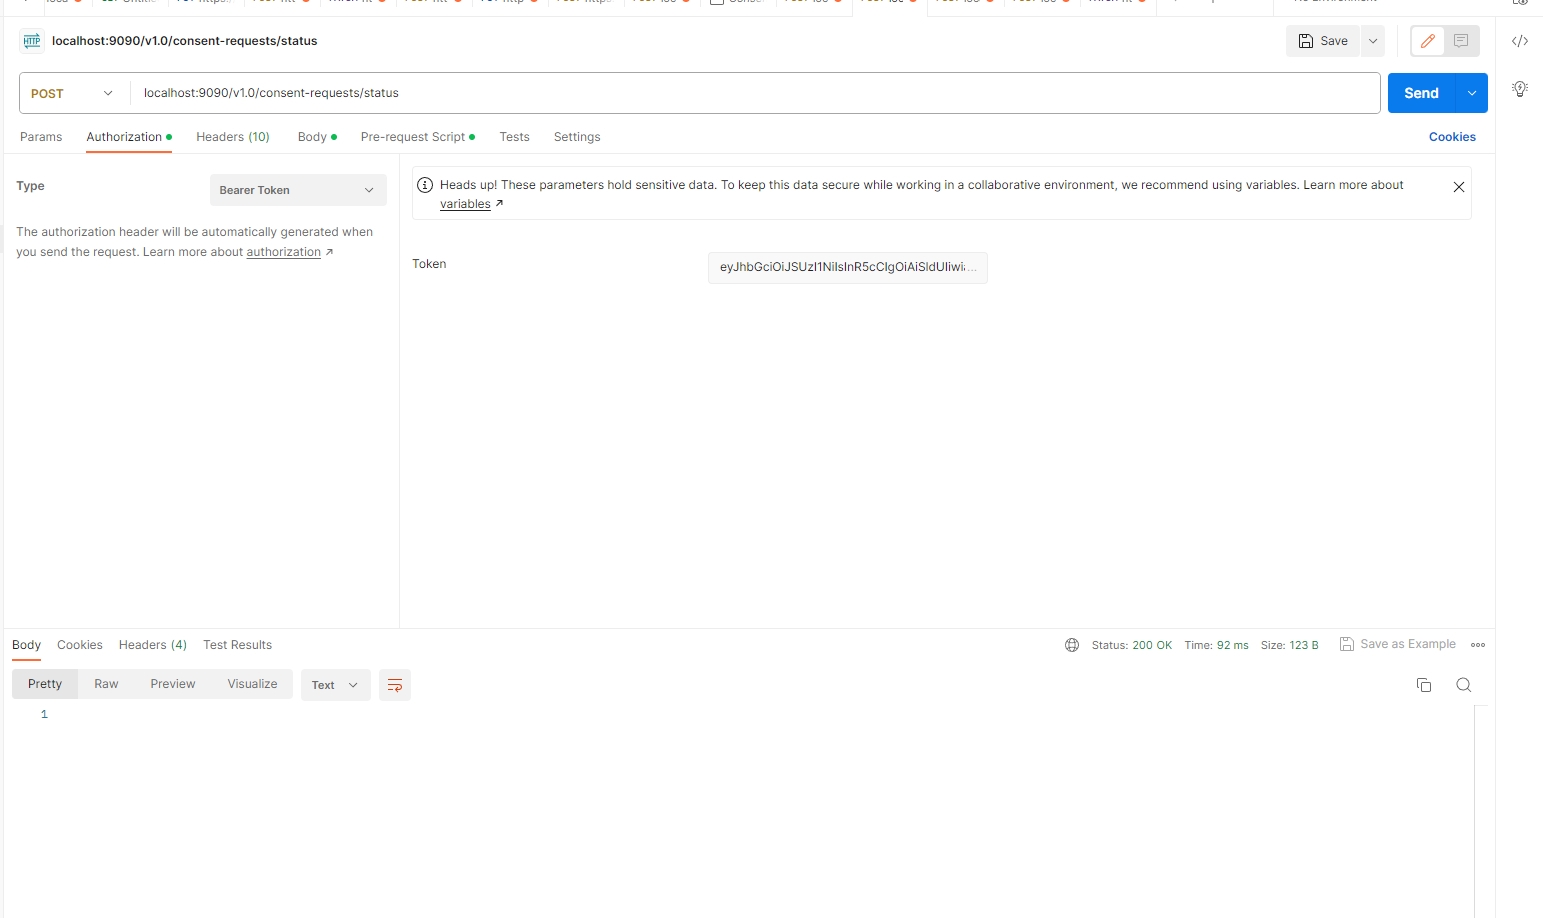 HTTP localhost:9090/v1.0/consent-requests/status
Save
POST localhost:9090/v1.0/consent-requests/status
Send
Params Authorization Headers (10) Body Pre-request Script Tests Settings Cookies
Type
Bearer Token
The authorization header will be automatically generated when
you send the request. Learn more about authorization ↗
Heads up! These parameters hold sensitive data. To keep this data secure while working in a collaborative environment, we recommend using variables. Learn more about
variables ↗
Token
eyJhbGciOiJSUzI1NiIsInR5cCIgOiAiSldUIiwi...
Body Cookies Headers (4) Test Results
Status: 200 OK Time: 92 ms Size: 123 B Save as Example
Pretty Raw Preview Visualize Text
1